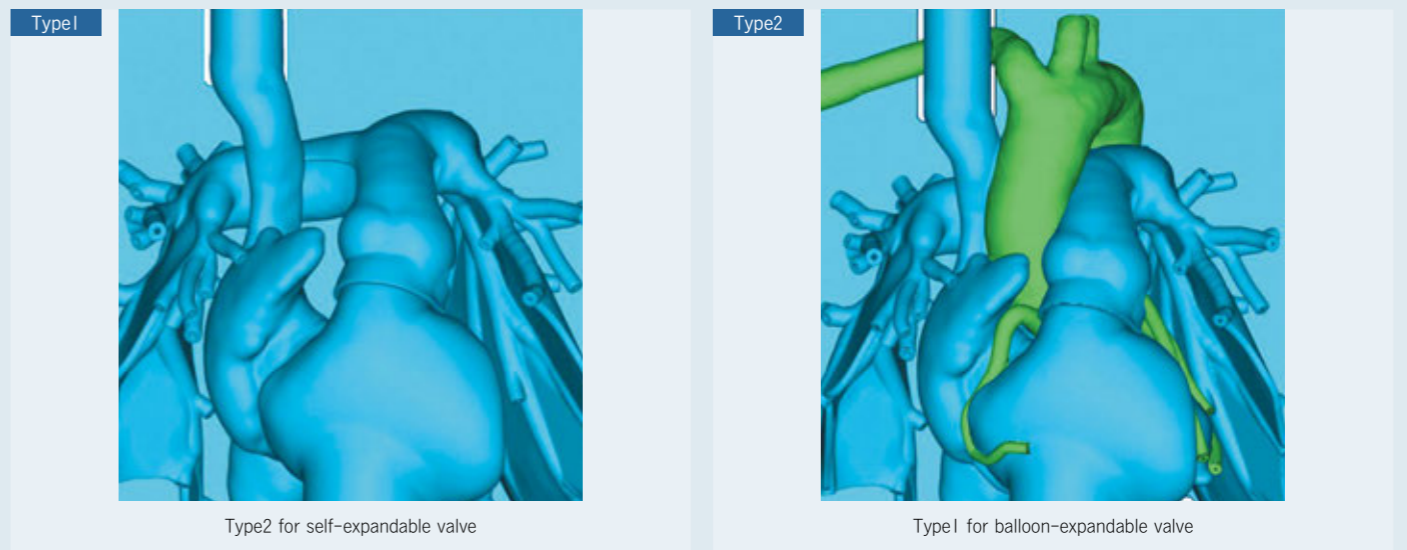 Type1
Type2
Type2 for self-expandable valve
Type1 for balloon-expandable valve